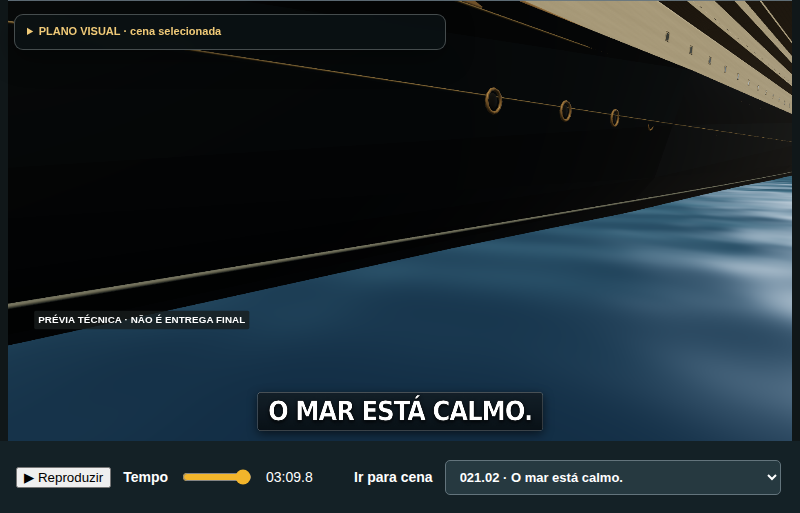 ▶ PLANO VISUAL · cena selecionada
PRÉVIA TÉCNICA · NÃO É ENTREGA FINAL
O MAR ESTÁ CALMO.
▶ Reproduzir Tempo 03:09.8 Ir para cena 021.02 · O mar está calmo.